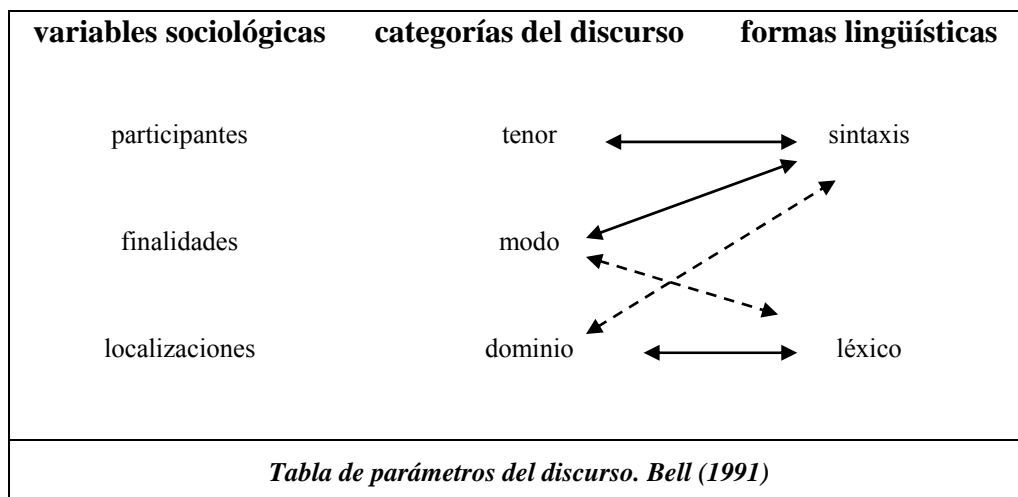 variables sociológicas categorías del discurso formas lingüísticas
participantes tenor sintaxis
finalidades modo
localizaciones dominio léxico
Tabla de parámetros del discurso. Bell (1991)